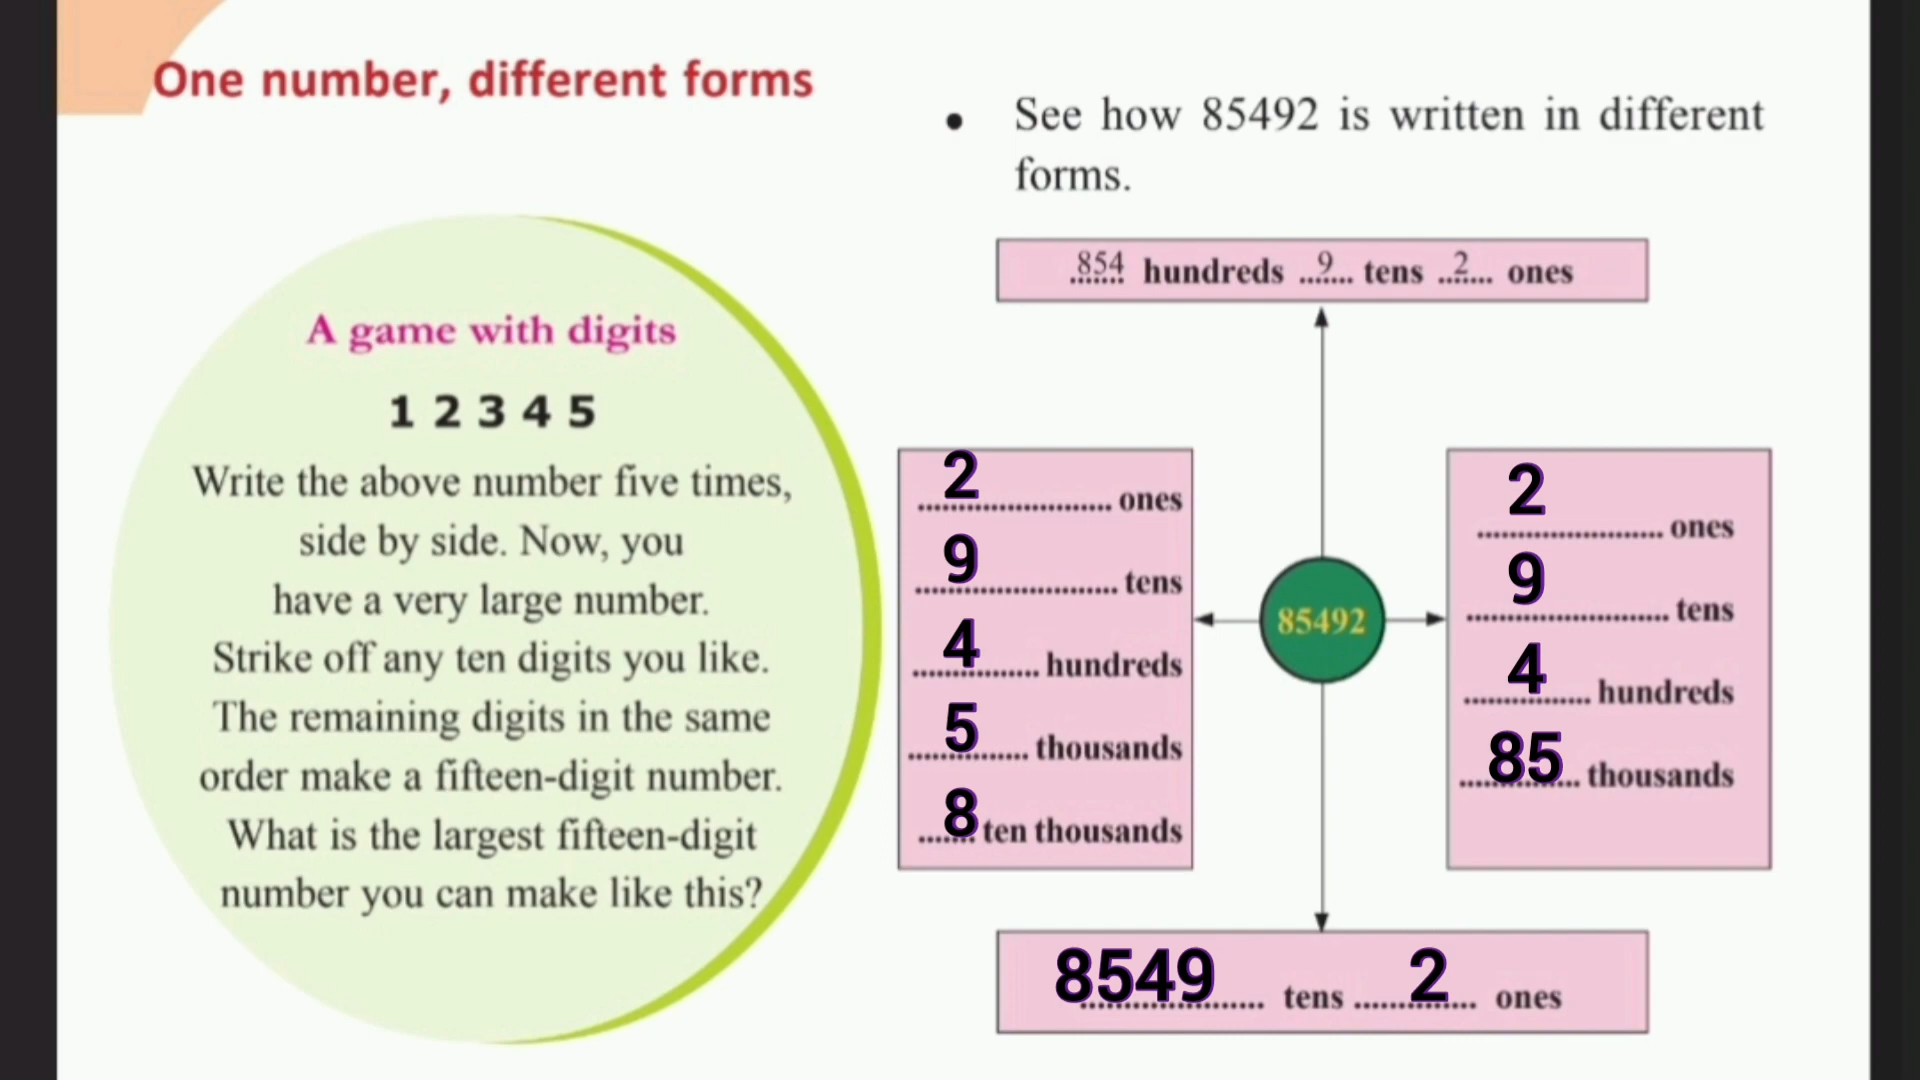 One number, different forms
A game with digits
1 2 3 4 5
Write the above number five times,
side by side. Now, you
have a very large number.
Strike off any ten digits you like.
The remaining digits in the same
order make a fifteen-digit number.
What is the largest fifteen-digit
number you can make like this?
• See how 85492 is written in different
forms.
854 hundreds 9 tens 2 ones
2 ones
9 tens
4 hundreds
5 thousands
8 ten thousands
85492
2 ones
9 tens
4 hundreds
85 thousands
8549 tens 2 ones